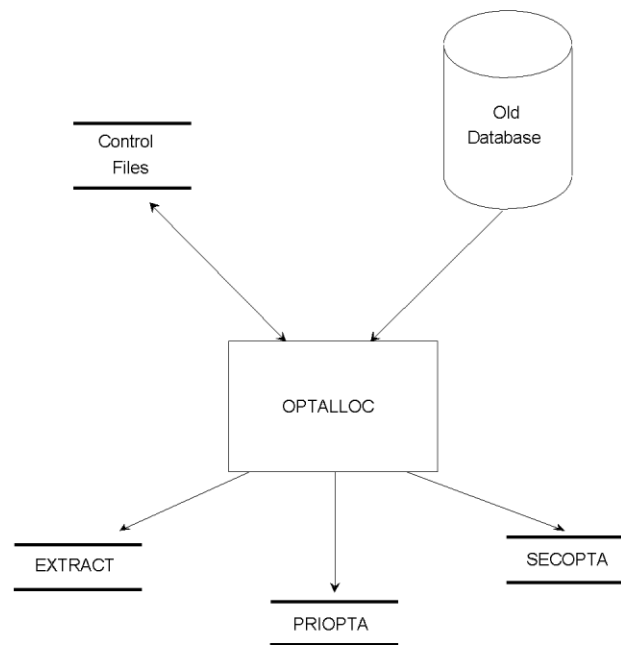 Old
Database
Control
Files
OPTALLOC
EXTRACT
SECOPTA
PRIOPTA